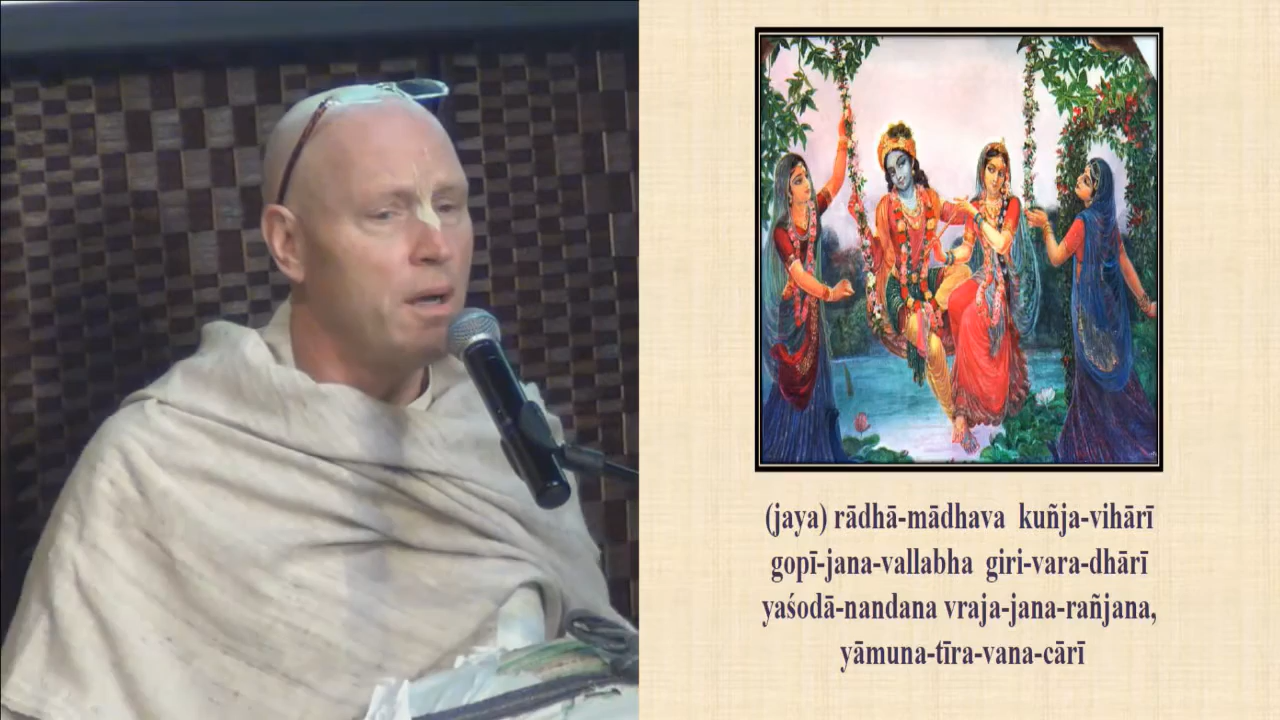 (jaya) rādhā-mādhava kuñja-vihārī
gopī-jana-vallabha giri-vara-dhārī
yaśodā-nandana vraja-jana-rañjana,
yāmuna-tīra-vana-cārī